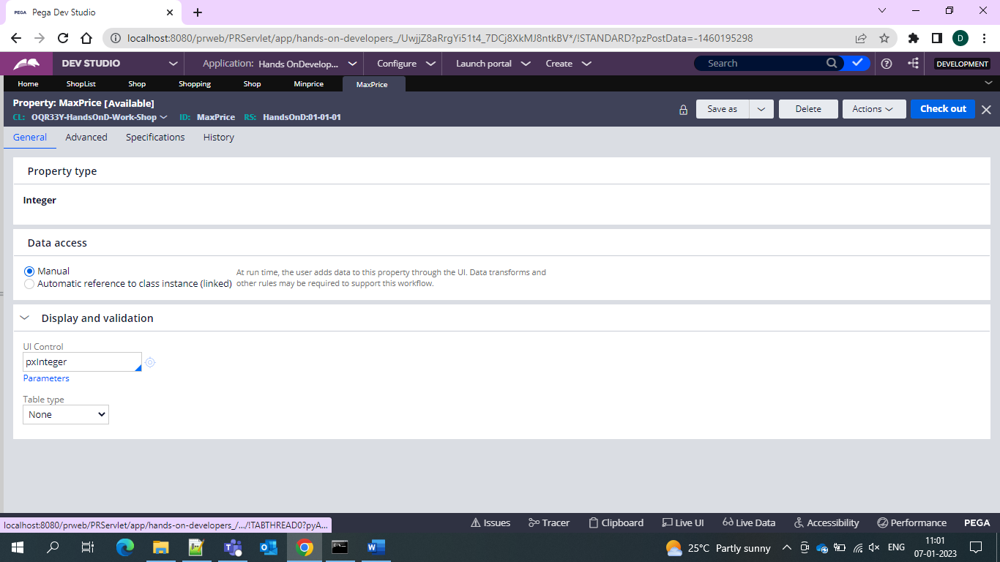 PEGA Pega Dev Studio
localhost:8080/prweb/PRServlet/app/hands-on-developers_/UwjjZ8aRrgYi51t4_7DCj8XkMJ8ntkBV*/!STANDARD?pzPostData=-1460195298
D
DEV STUDIO Application: Hands OnDevelop... Configure Launch portal Create Search DEVELOPMENT
Home ShopList Shop Shopping Shop Minprice MaxPrice
Property: MaxPrice [Available]
CL: OQR33Y-HandsOnD-Work-Shop ID: MaxPrice RS: HandsOnD:01-01-01
Save as Delete Actions Check out
General Advanced Specifications History
Property type
Integer
Data access
Manual
Automatic reference to class instance (linked)
At run time, the user adds data to this property through the UI. Data transforms and
other rules may be required to support this workflow.
Display and validation
UI Control
pxInteger
Parameters
Table type
None
localhost:8080/prweb/PRServlet/app/hands-on-developers_/.../!TABTHREAD0?pyA...
Issues Tracer Clipboard Live UI Live Data Accessibility Performance PEGA
25°C Partly sunny ENG
11:01
07-01-2023